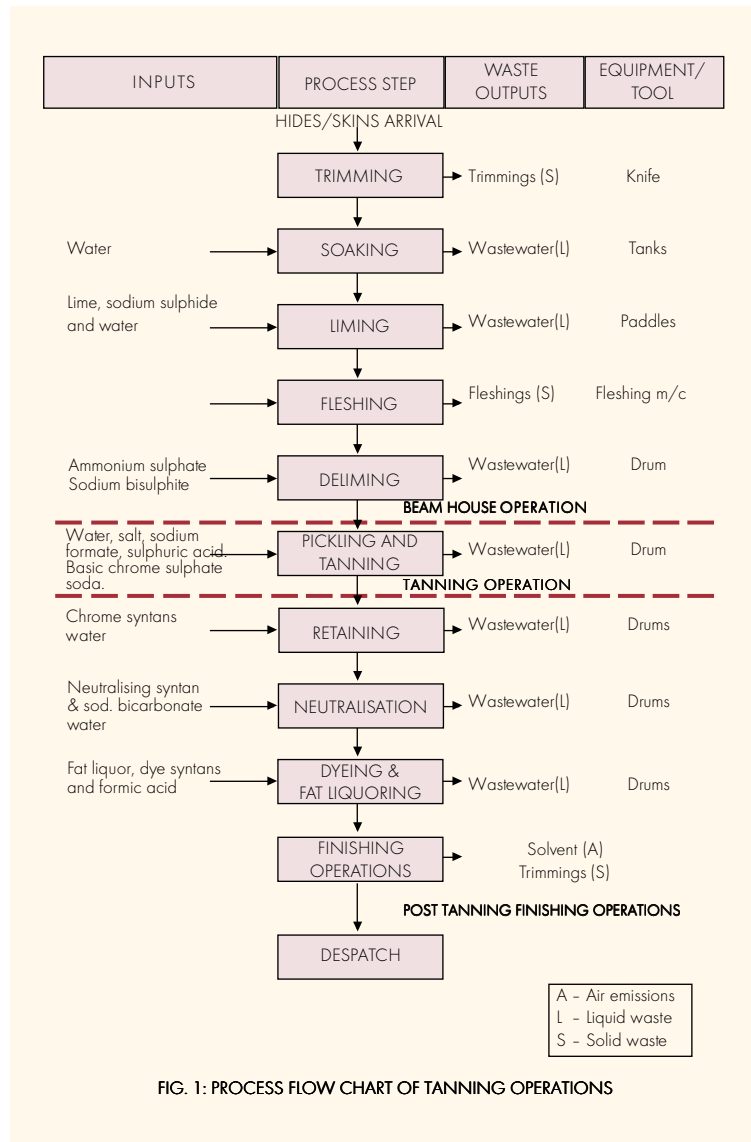 INPUTS
PROCESS STEP
WASTE
OUTPUTS
EQUIPMENT/
TOOL
HIDES/SKINS ARRIVAL
TRIMMING
Trimmings (S)
Knife
Water
SOAKING
Wastewater(L)
Tanks
Lime, sodium sulphide
and water
LIMING
Wastewater(L)
Paddles
FLESHING
Fleshings (S)
Fleshing m/c
Ammonium sulphate
Sodium bisulphite
DELIMING
Wastewater(L)
Drum
BEAM HOUSE OPERATION
Water, salt, sodium
formate, sulphuric acid.
Basic chrome sulphate
soda.
PICKLING AND
TANNING
Wastewater(L)
Drum
TANNING OPERATION
Chrome syntans
water
RETAINING
Wastewater(L)
Drums
Neutralising syntan
& sod. bicarbonate
water
NEUTRALISATION
Wastewater(L)
Drums
Fat liquor, dye syntans
and formic acid
DYEING &
FAT LIQUORING
Wastewater(L)
Drums
FINISHING
OPERATIONS
Solvent (A)
Trimmings (S)
POST TANNING FINISHING OPERATIONS
DESPATCH
A – Air emissions
L – Liquid waste
S – Solid waste
FIG. 1: PROCESS FLOW CHART OF TANNING OPERATIONS